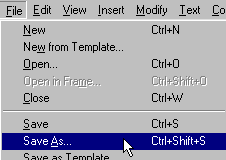 File Edit View Insert Modify Text
New Ctrl+N
New from Template...
Open... Ctrl+O
Open in Frame... Ctrl+Shift+O
Close Ctrl+W
Save Ctrl+S
Save As... Ctrl+Shift+S
Save as Template